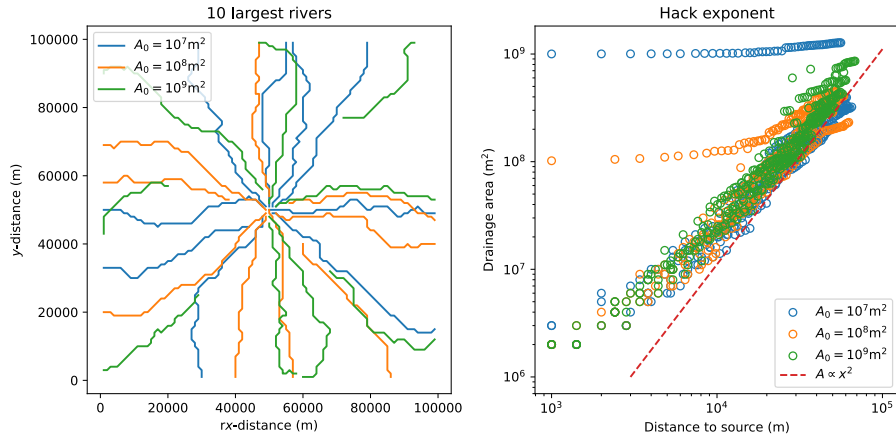 10 largest rivers
A₀ = 10⁷m²
A₀ = 10⁸m²
A₀ = 10⁹m²
100000
80000
60000
40000
20000
0
y-distance (m)
0
20000
40000
60000
80000
100000
rx-distance (m)
Hack exponent
10⁹
10⁸
10⁷
10⁶
Drainage area (m²)
A₀ = 10⁷m²
A₀ = 10⁸m²
A₀ = 10⁹m²
A ∝ x²
10³
10⁴
10⁵
Distance to source (m)